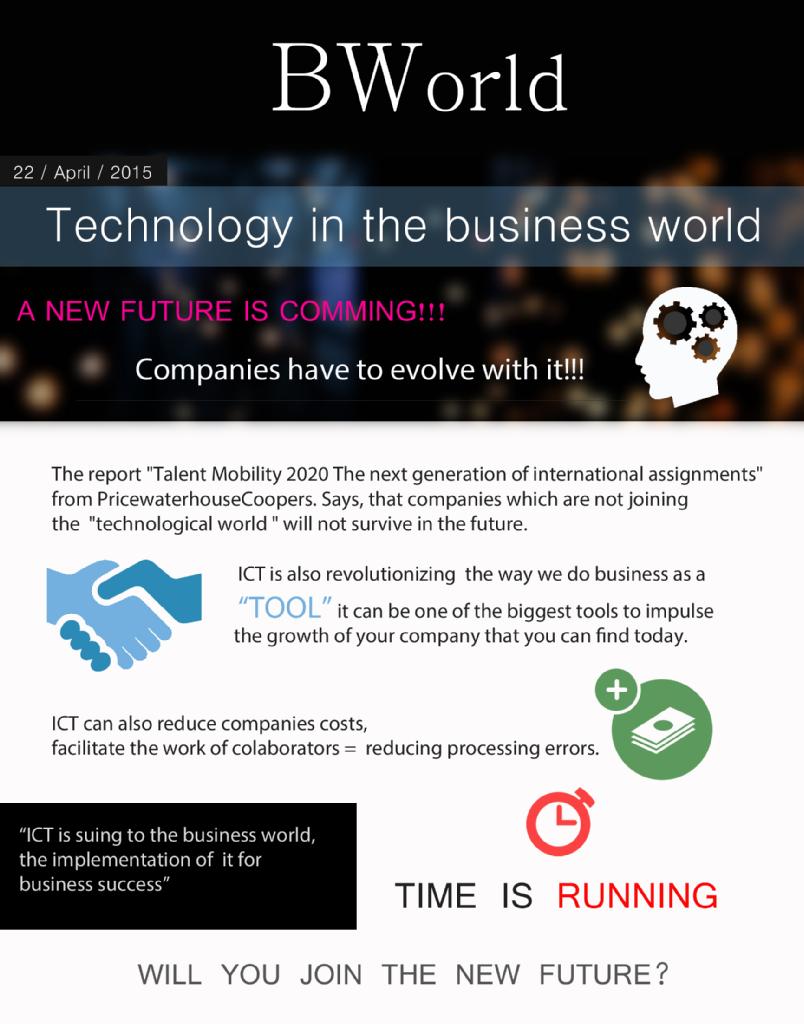 BWorld
22 / April / 2015
Technology in the business world
A NEW FUTURE IS COMMING!!!
Companies have to evolve with it!!!
The report "Talent Mobility 2020 The next generation of international assignments"
from PricewaterhouseCoopers. Says, that companies which are not joining
the "technological world " will not survive in the future.
ICT is also revolutionizing the way we do business as a
“TOOL” it can be one of the biggest tools to impulse
the growth of your company that you can find today.
ICT can also reduce companies costs,
facilitate the work of colaborators = reducing processing errors.
“ICT is suing to the business world,
the implementation of it for
business success”
TIME IS RUNNING
WILL YOU JOIN THE NEW FUTURE?